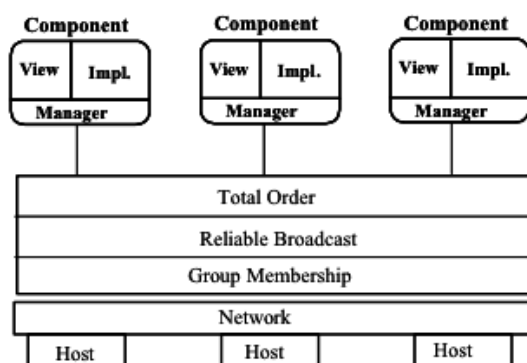 Component Component Component
View Impl. View Impl. View Impl.
Manager Manager Manager
Total Order
Reliable Broadcast
Group Membership
Network
Host Host Host